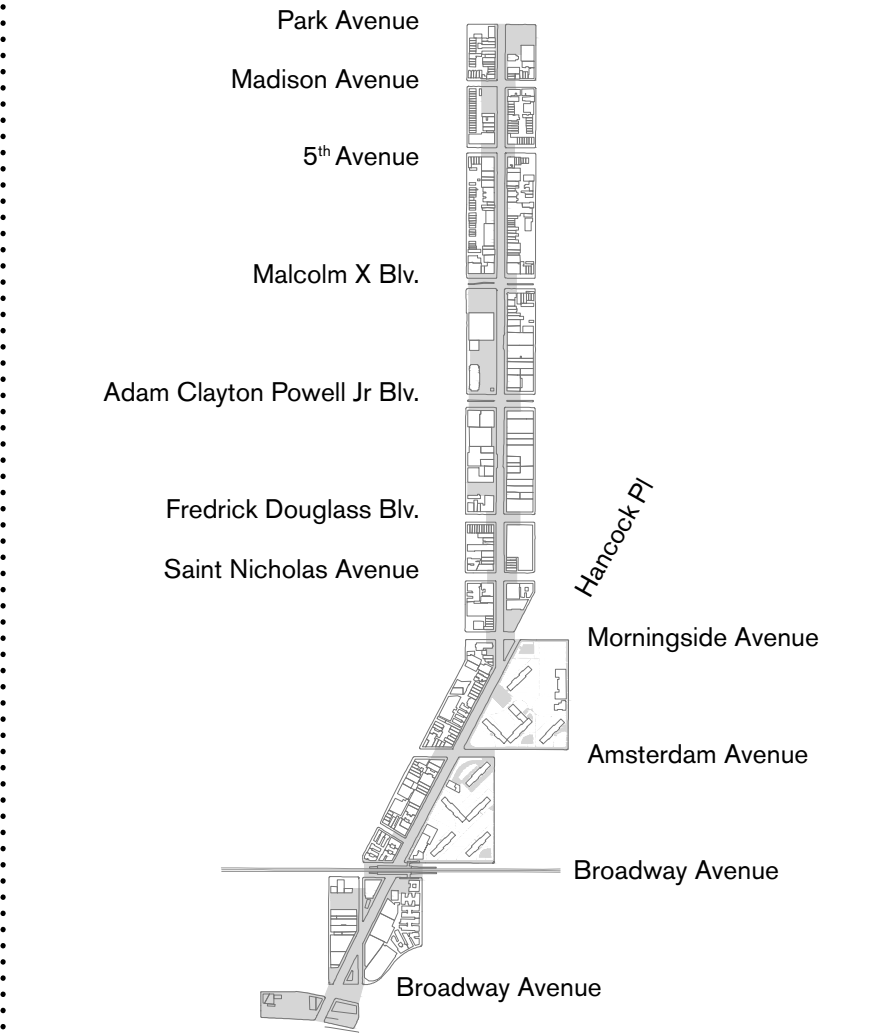 Park Avenue
Madison Avenue
5th Avenue
Malcolm X Blv.
Adam Clayton Powell Jr Blv.
Fredrick Douglass Blv.
Saint Nicholas Avenue
Hancock Pl
Morningside Avenue
Amsterdam Avenue
Broadway Avenue
Broadway Avenue